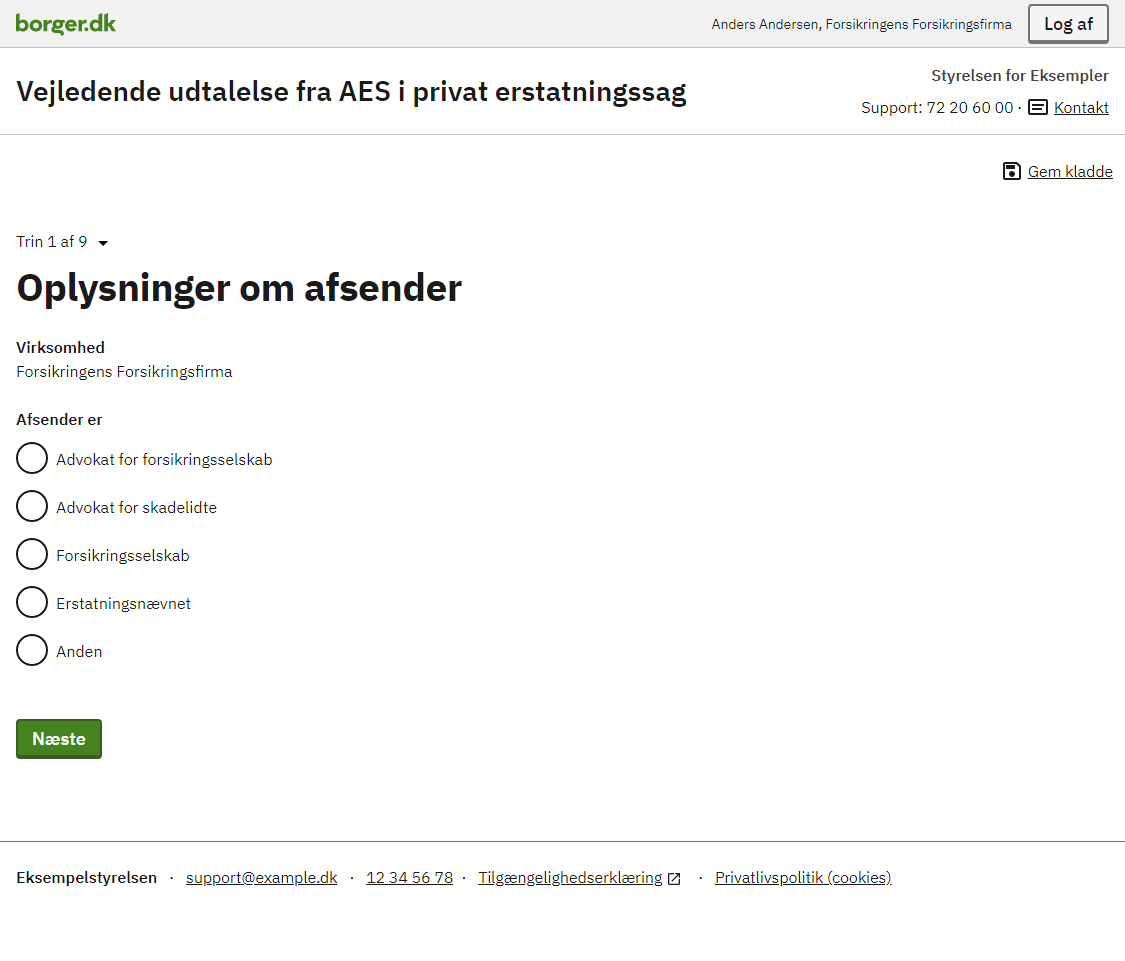 borger.dk
Anders Andersen, Forsikringens Forsikringsfirma
Log af
Vejledende udtalelse fra AES i privat erstatningssag
Styrelsen for Eksempler
Support: 72 20 60 00 · Kontakt
Gem kladde
Trin 1 af 9
Oplysninger om afsender
Virksomhed
Forsikringens Forsikringsfirma
Afsender er
Advokat for forsikringsselskab
Advokat for skadelidte
Forsikringsselskab
Erstatningsnævnet
Anden
Næste
Eksempelstyrelsen · support@example.dk · 12 34 56 78 · Tilgængelighedserklæring · Privatlivspolitik (cookies)